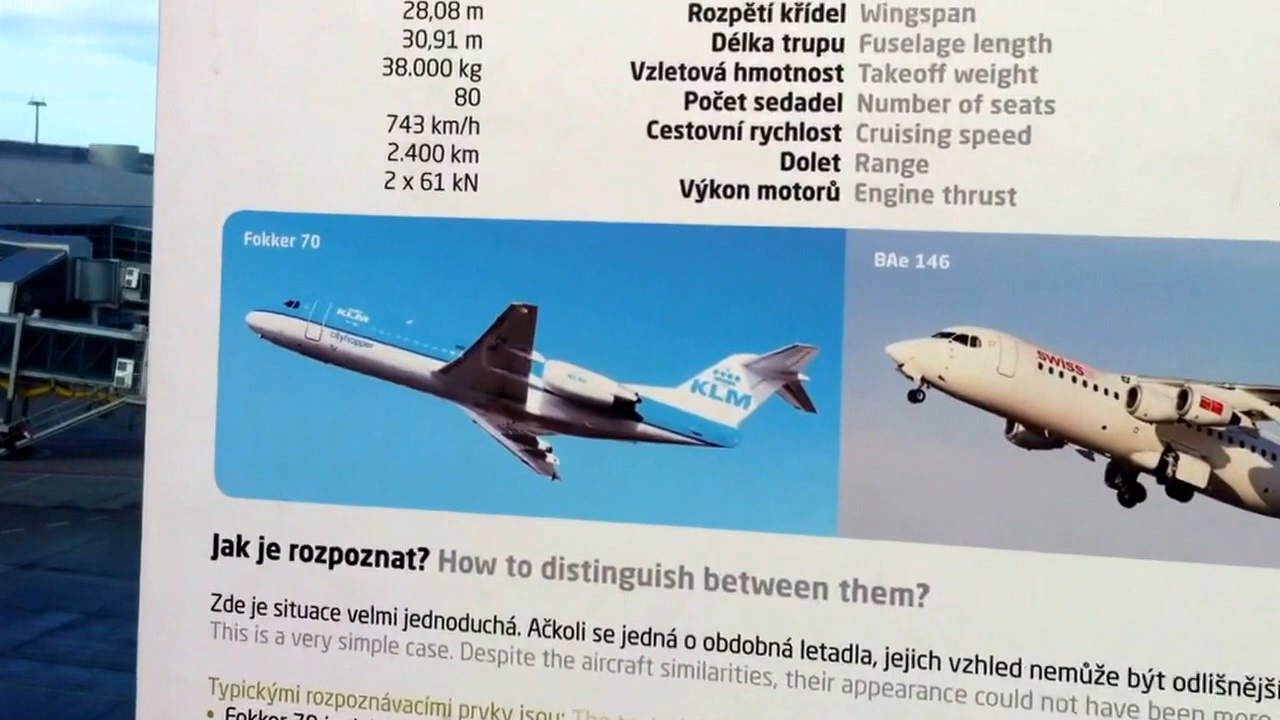 28,08 m Rozpětí křídel Wingspan
30,91 m Délka trupu Fuselage length
38.000 kg Vzletová hmotnost Takeoff weight
80 Počet sedadel Number of seats
743 km/h Cestovní rychlost Cruising speed
2.400 km Dolet Range
2 x 61 kN Výkon motorů Engine thrust
Fokker 70
BAe 146
KLM
cityhopper
KLM
swiss
Jak je rozpoznat? How to distinguish between them?
Zde je situace velmi jednoduchá. Ačkoli se jedná o obdobná letadla, jejich vzhled nemůže být odlišnější
This is a very simple case. Despite the aircraft similarities, their appearance could not have been more
Typickými rozpoznávacími prvky jsou: The
• Fokker 70